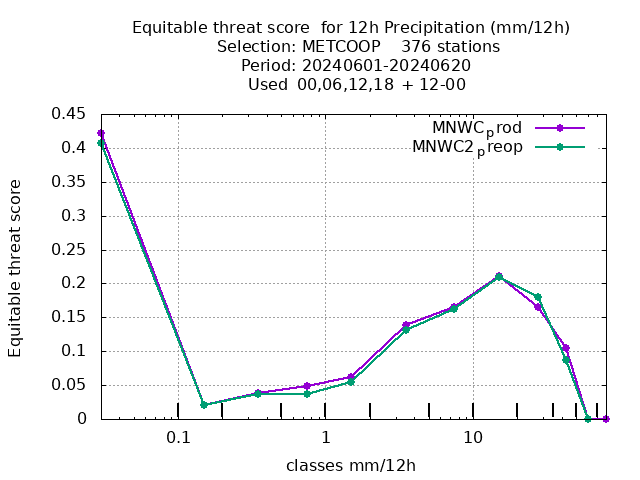 Equitable threat score  for 12h Precipitation (mm/12h)
Selection: METCOOP    376 stations
Period: 20240601-20240620
Used  00,06,12,18 + 12-00
MNWCprod
MNWC2preop
Equitable threat score
0.45
0.4
0.35
0.3
0.25
0.2
0.15
0.1
0.05
0
0.1 1 10
classes mm/12h